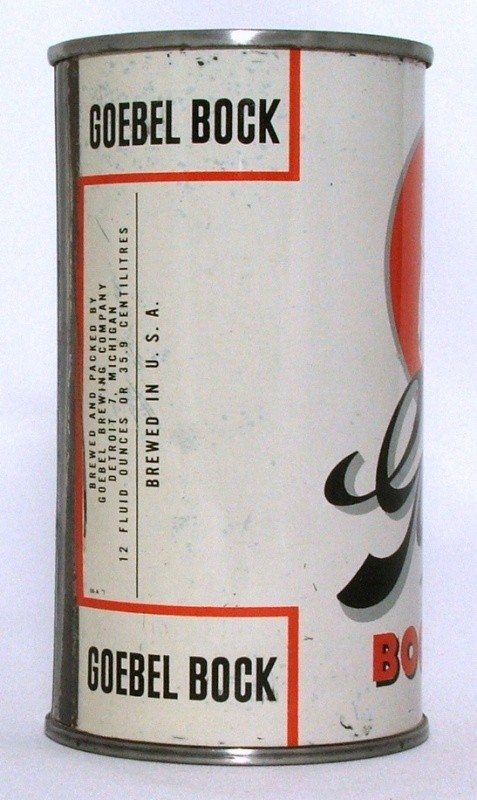 GOEBEL BOCK
BREWED AND PACKED BY
GOEBEL BREWING COMPANY
DETROIT 7, MICHIGAN
12 FLUID OUNCES OR 35.9 CENTILITRES
BREWED IN U. S. A.
GOEBEL BOCK